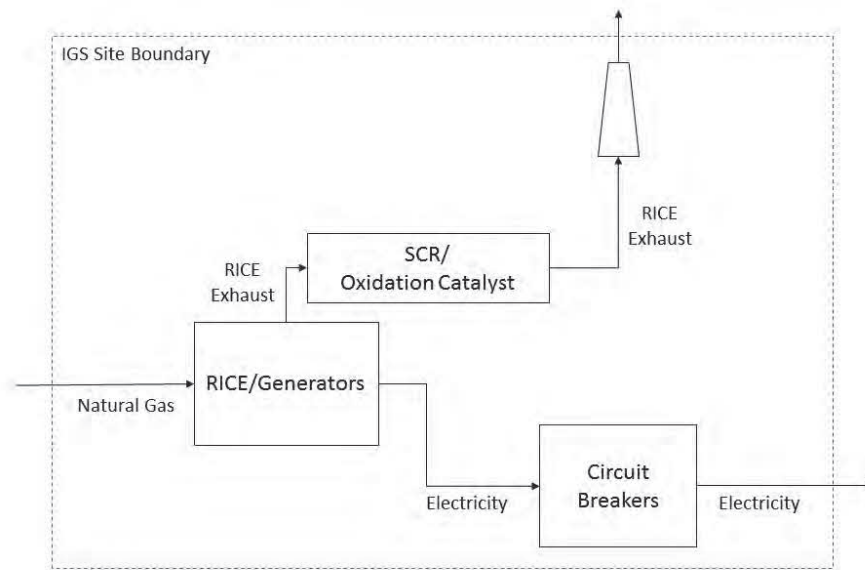 IGS Site Boundary
RICE
Exhaust
SCR/
Oxidation Catalyst
RICE
Exhaust
RICE/Generators
Natural Gas
Circuit
Breakers
Electricity
Electricity